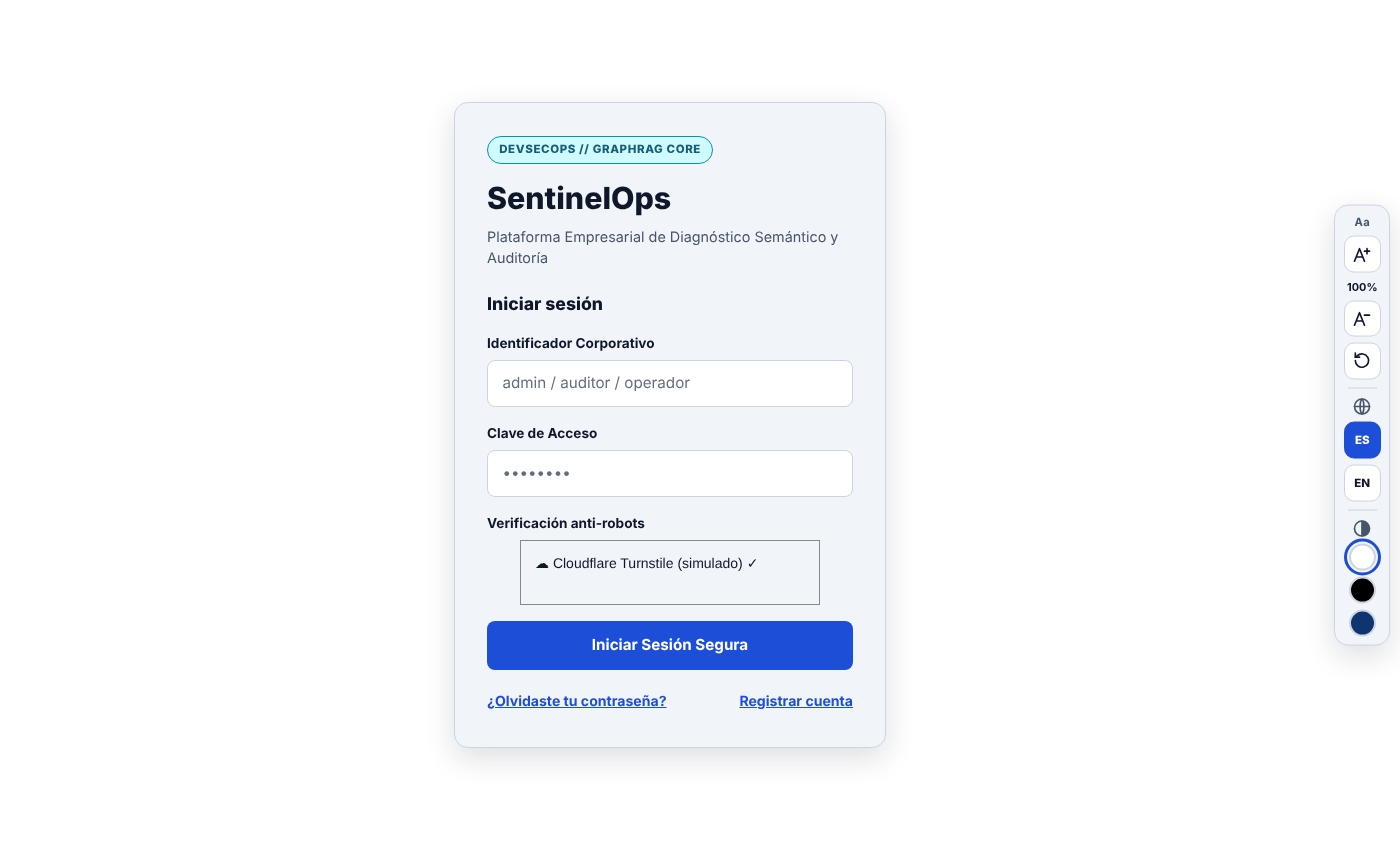 DEVSECOPS // GRAPHRAG CORE
SentinelOps
Plataforma Empresarial de Diagnóstico Semántico y
Auditoría
Iniciar sesión
Identificador Corporativo
admin / auditor / operador
Clave de Acceso
••••••••
Verificación anti-robots
☁ Cloudflare Turnstile (simulado) ✓
Iniciar Sesión Segura
¿Olvidaste tu contraseña?
Registrar cuenta
Aa
A+
100%
A−
ES
EN